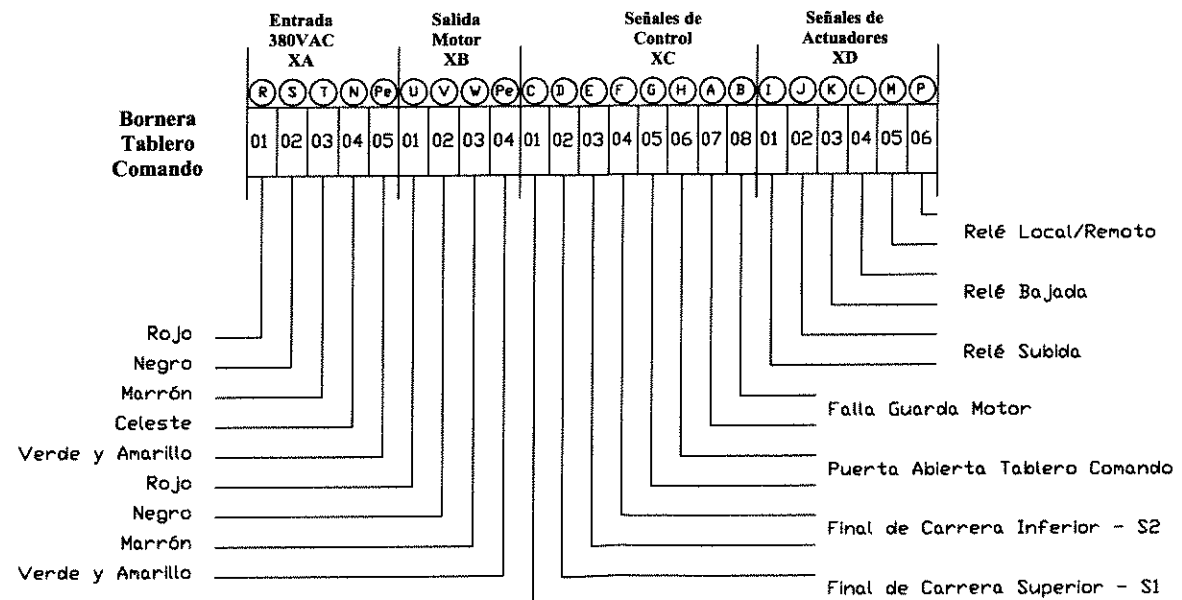 Entrada 380VAC XA
Salida Motor XB
Señales de Control XC
Señales de Actuadores XD
R S T N Pe U V W Pe C D E F G H A B I J K L M P
Bornera Tablero Comando
01 02 03 04 05 01 02 03 04 01 02 03 04 05 06 07 08 01 02 03 04 05 06
Relé Local/Remoto
Relé Bajada
Relé Subida
Rojo
Negro
Marrón
Celeste
Verde y Amarillo
Rojo
Negro
Marrón
Verde y Amarillo
Falla Guarda Motor
Puerta Abierta Tablero Comando
Final de Carrera Inferior - S2
Final de Carrera Superior - S1